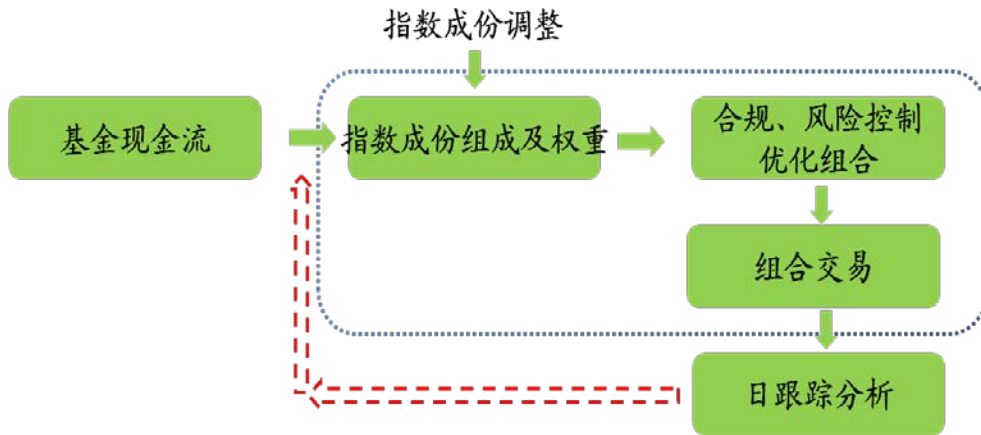 指数成份调整
基金现金流
指数成份组成及权重
合规、风险控制
优化组合
组合交易
日跟踪分析